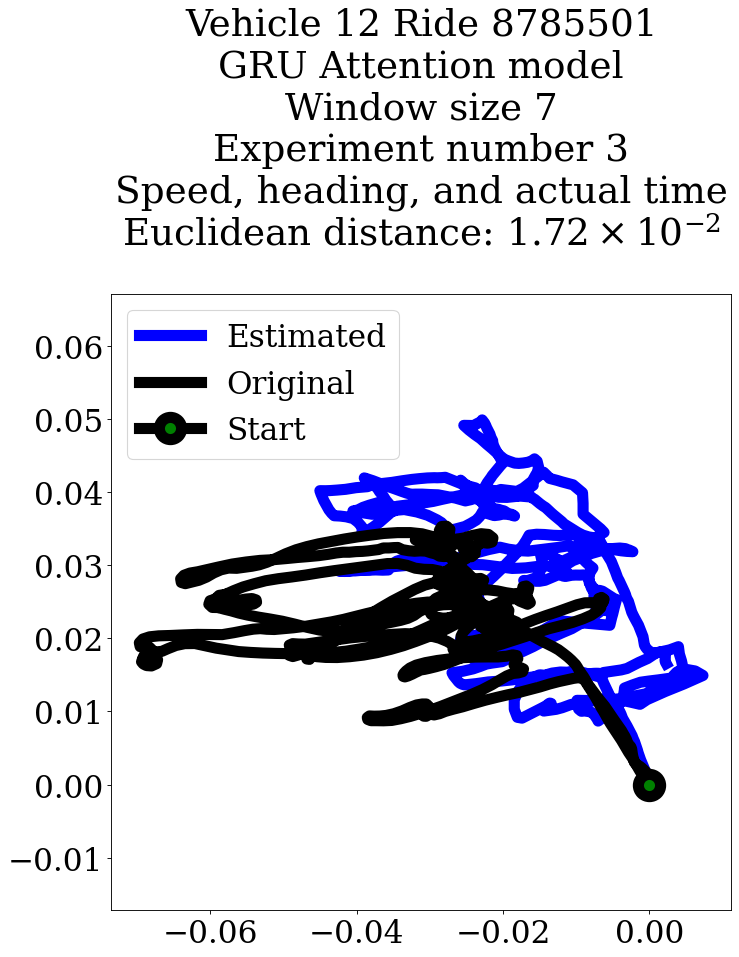 Vehicle 12 Ride 8785501
GRU Attention model
Window size 7
Experiment number 3
Speed, heading, and actual time
Euclidean distance: 1.72 × 10⁻²
Estimated
Original
Start
0.06
0.05
0.04
0.03
0.02
0.01
0.00
−0.01
−0.06
−0.04
−0.02
0.00